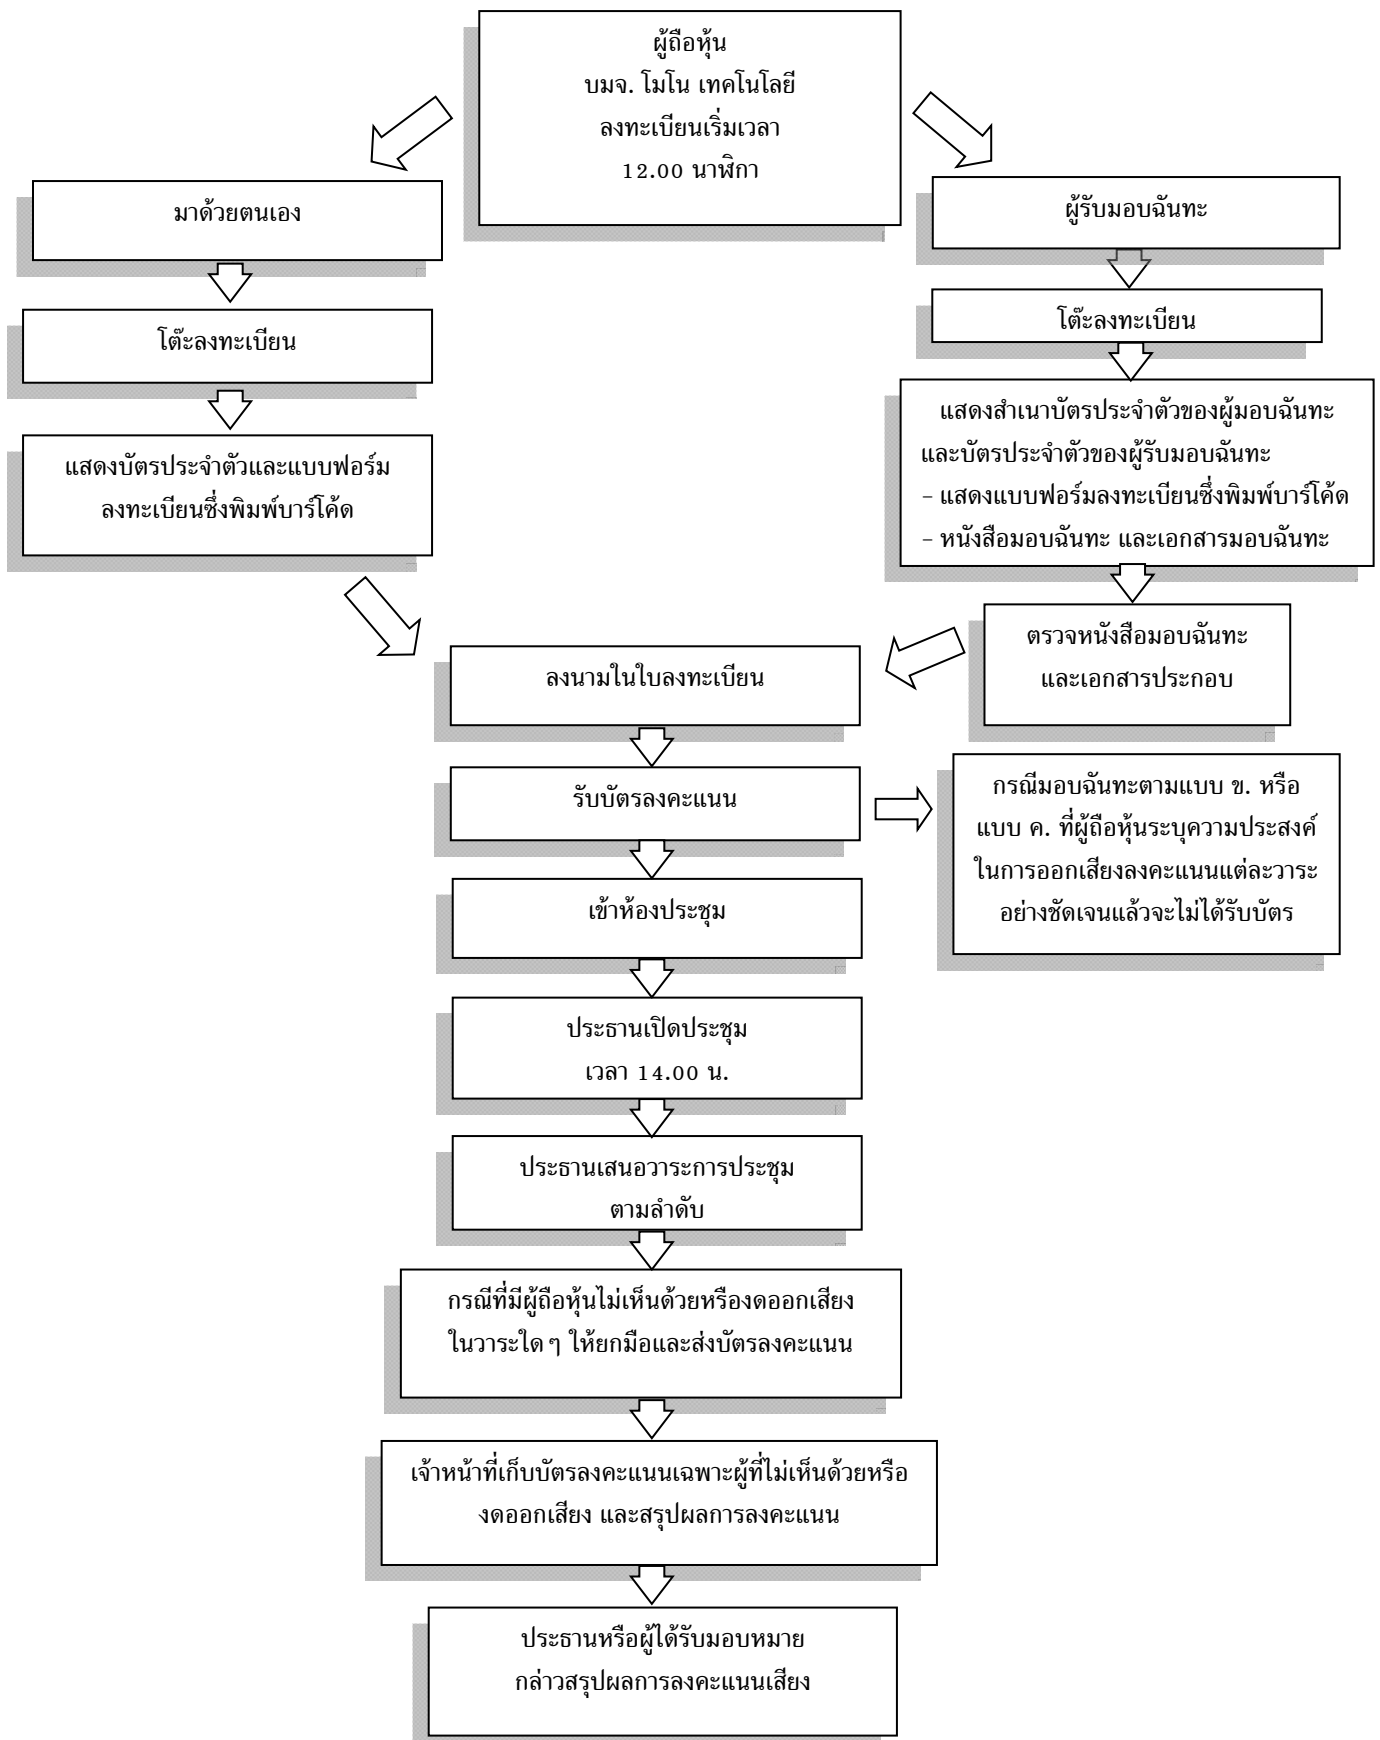 ผู้ถือหุ้น
บมจ. โมโน เทคโนโลยี
ลงทะเบียนเริ่มเวลา
12.00 นาฬิกา
มาด้วยตนเอง
โต๊ะลงทะเบียน
แสดงบัตรประจำตัวและแบบฟอร์ม
ลงทะเบียนซึ่งพิมพ์บาร์โค้ด
ผู้รับมอบฉันทะ
โต๊ะลงทะเบียน
แสดงสำเนาบัตรประจำตัวของผู้มอบฉันทะ
และบัตรประจำตัวของผู้รับมอบฉันทะ
- แสดงแบบฟอร์มลงทะเบียนซึ่งพิมพ์บาร์โค้ด
- หนังสือมอบฉันทะ และเอกสารมอบฉันทะ
ตรวจหนังสือมอบฉันทะ
และเอกสารประกอบ
ลงนามในใบลงทะเบียน
รับบัตรลงคะแนน
กรณีมอบฉันทะตามแบบ ข. หรือ
แบบ ค. ที่ผู้ถือหุ้นระบุความประสงค์
ในการออกเสียงลงคะแนนแต่ละวาระ
อย่างชัดเจนแล้วจะไม่ได้รับบัตร
เข้าห้องประชุม
ประธานเปิดประชุม
เวลา 14.00 น.
ประธานเสนอวาระการประชุม
ตามลำดับ
กรณีที่มีผู้ถือหุ้นไม่เห็นด้วยหรืองดออกเสียง
ในวาระใด ๆ ให้ยกมือและส่งบัตรลงคะแนน
เจ้าหน้าที่เก็บบัตรลงคะแนนเฉพาะผู้ที่ไม่เห็นด้วยหรือ
งดออกเสียง และสรุปผลการลงคะแนน
ประธานหรือผู้ได้รับมอบหมาย
กล่าวสรุปผลการลงคะแนนเสียง